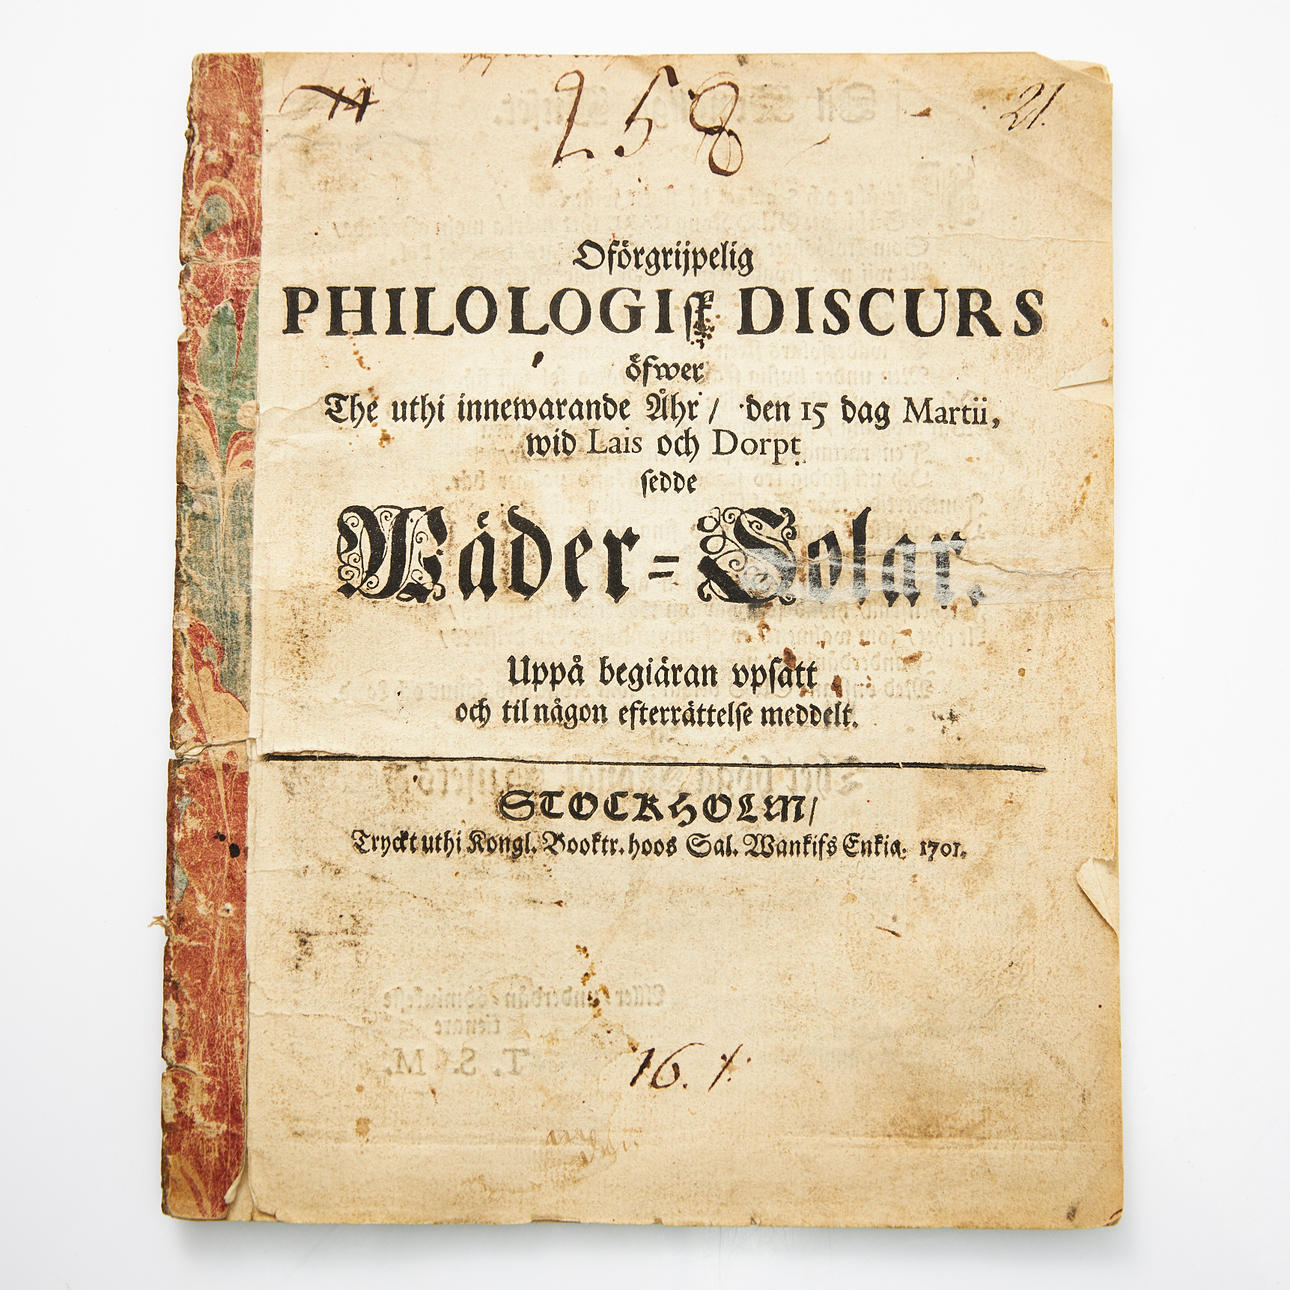 258
21.
Oförgrijpelig
PHILOLOGIſk DISCURS
öfwer
The uthi innewarande Åhr / den 15 dag Martii,
wid Lais och Dorpt
ſedde
Wäder-Solar.
Uppå begiäran vpſatt
och til någon efterrättelſe meddelt.
STOCKHOLM/
Tryckt uthi Kongl. Booktr. hoos Sal. Wankifs Enkia. 1701.
16.